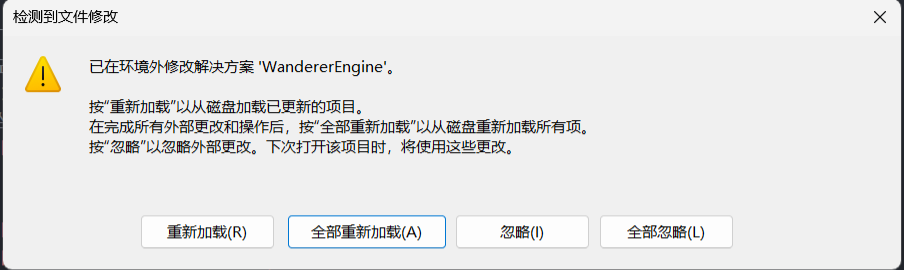 检测到文件修改
已在环境外修改解决方案 'WandererEngine'。
按“重新加载”以从磁盘加载已更新的项目。
在完成所有外部更改和操作后，按“全部重新加载”以从磁盘重新加载所有项。
按“忽略”以忽略外部更改。下次打开该项目时，将使用这些更改。
重新加载(R) 全部重新加载(A) 忽略(I) 全部忽略(L)